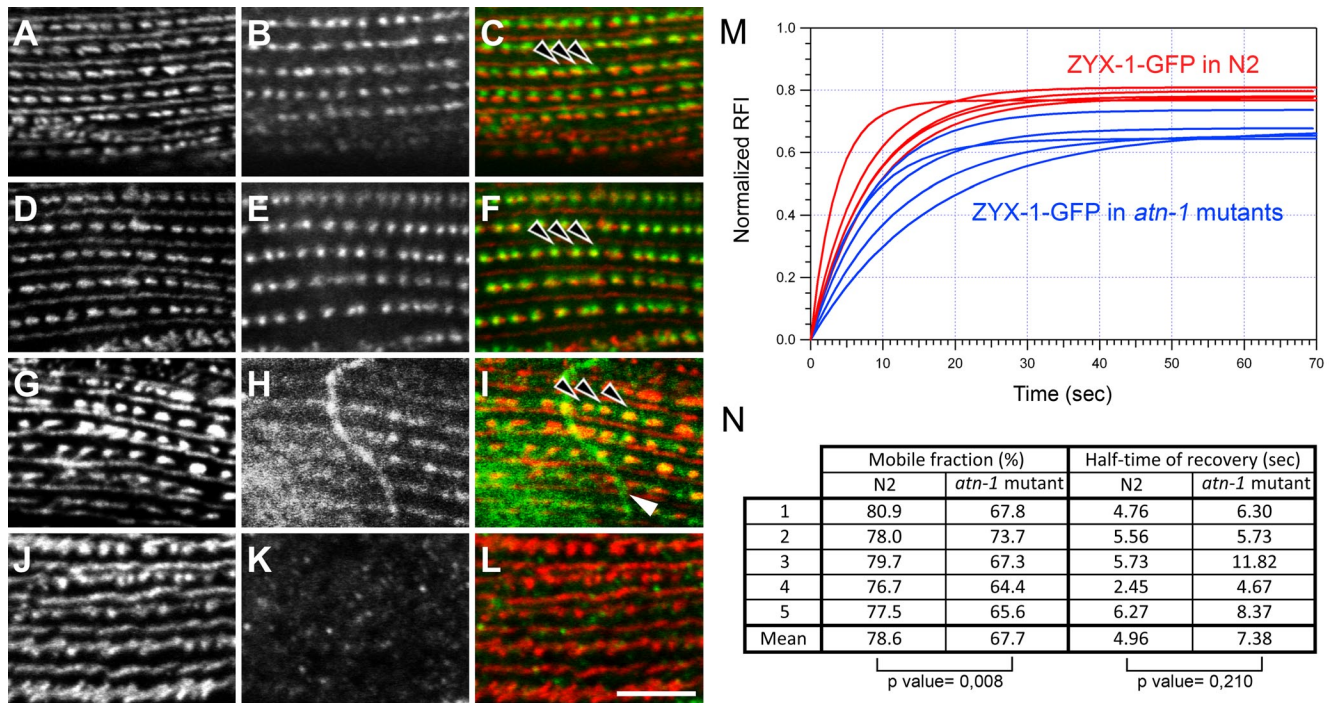 A
B
C
D
E
F
G
H
I
J
K
L
M
1.0
0.8
0.6
0.4
0.2
0.0
Normalized RFI
ZYX-1-GFP in N2
ZYX-1-GFP in atn-1 mutants
0 10 20 30 40 50 60 70
Time (sec)
N
Mobile fraction (%) Half-time of recovery (sec)
N2 atn-1 mutant N2 atn-1 mutant
1 80.9 67.8 4.76 6.30
2 78.0 73.7 5.56 5.73
3 79.7 67.3 5.73 11.82
4 76.7 64.4 2.45 4.67
5 77.5 65.6 6.27 8.37
Mean 78.6 67.7 4.96 7.38
p value= 0,008 p value= 0,210